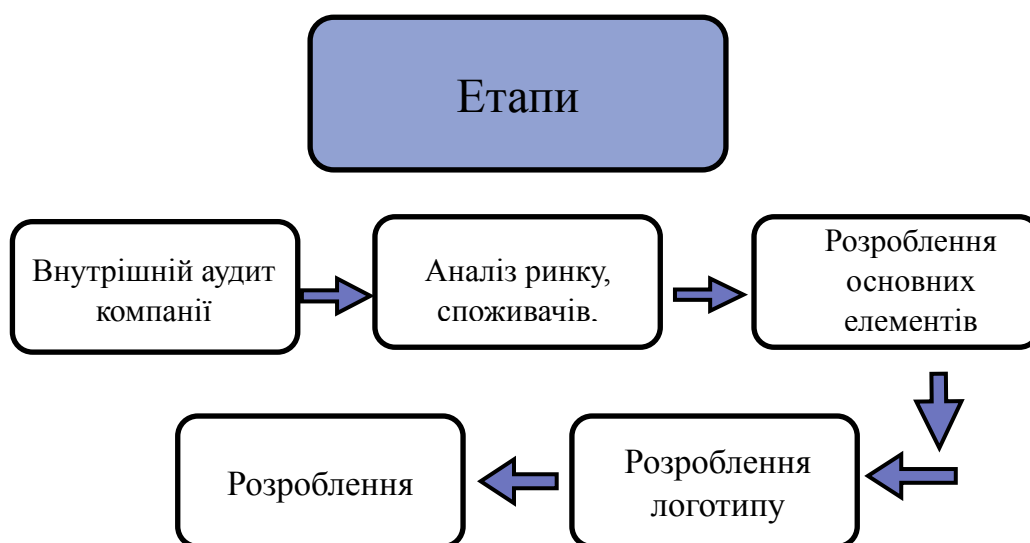 Етапи
Внутрішній аудит
компанії
Аналіз ринку,
споживачів.
Розроблення
основних
елементів
Розроблення
логотипу
Розроблення